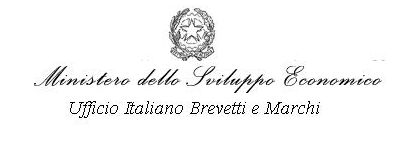 Ministero dello Sviluppo Economico
Ufficio Italiano Brevetti e Marchi